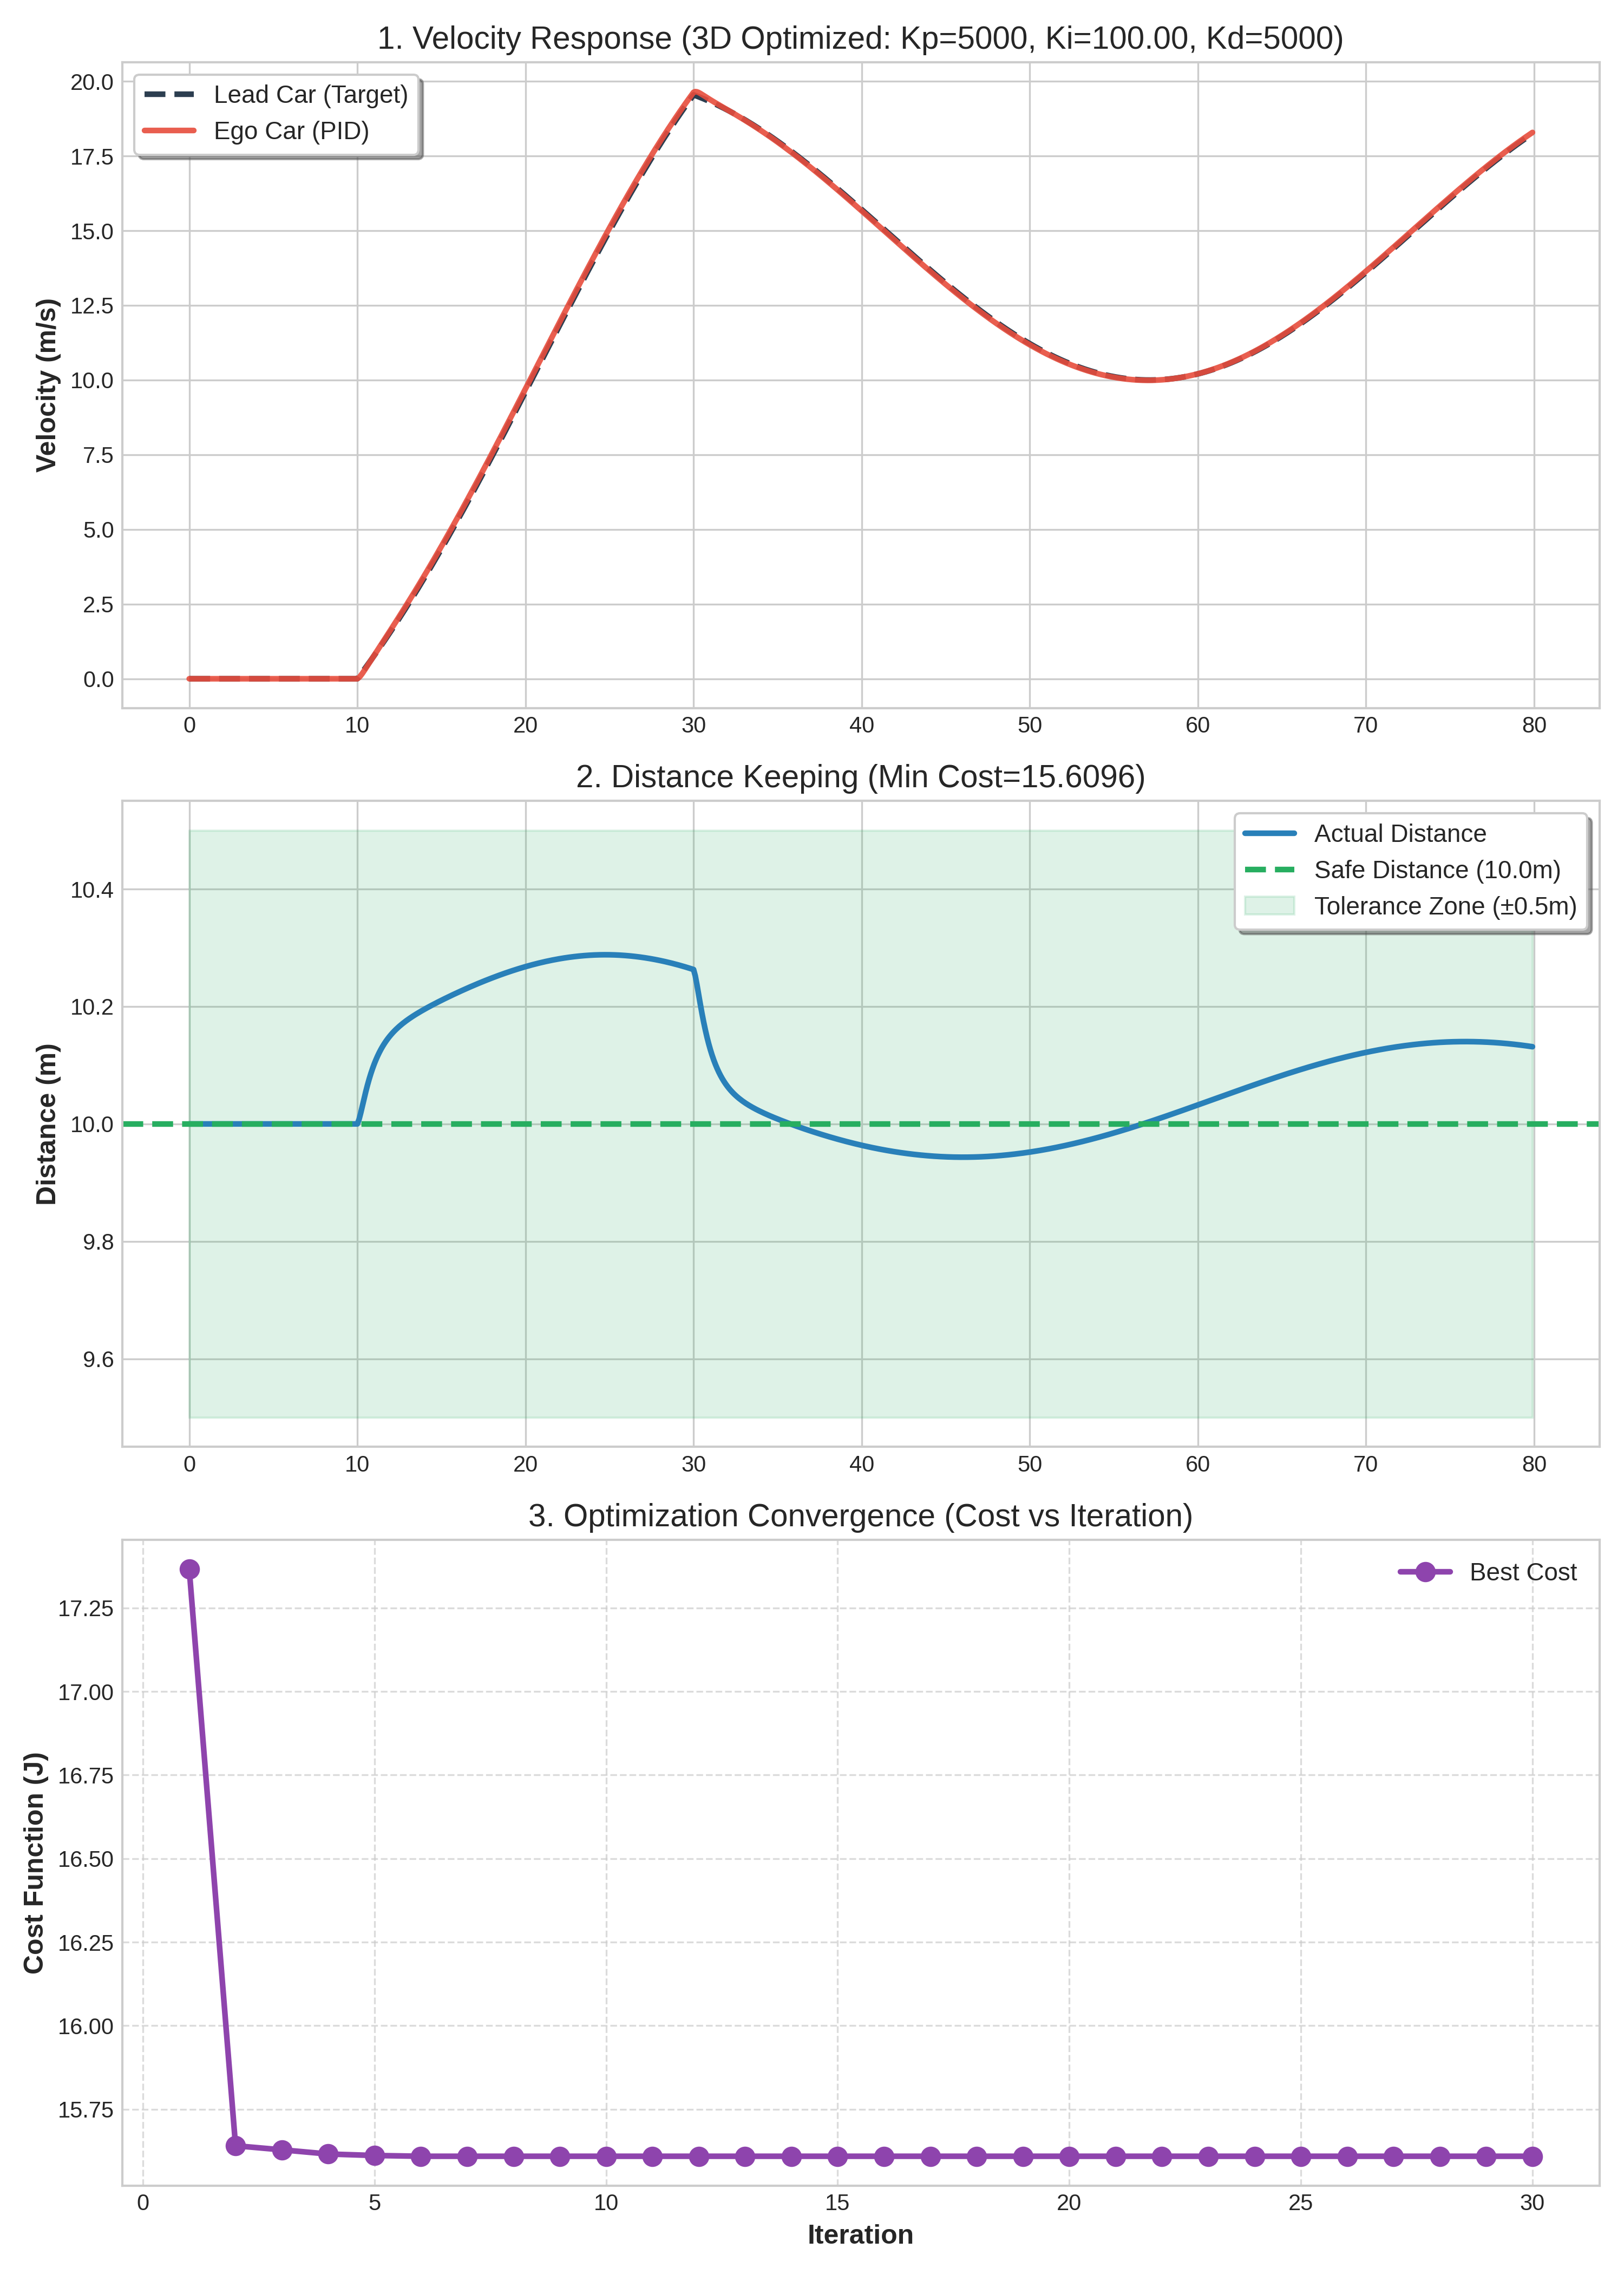 1. Velocity Response (3D Optimized: Kp=5000, Ki=100.00, Kd=5000)
Lead Car (Target)
Ego Car (PID)
Velocity (m/s)
20.0
17.5
15.0
12.5
10.0
7.5
5.0
2.5
0.0
0 10 20 30 40 50 60 70 80
2. Distance Keeping (Min Cost=15.6096)
Actual Distance
Safe Distance (10.0m)
Tolerance Zone (±0.5m)
Distance (m)
10.4
10.2
10.0
9.8
9.6
0 10 20 30 40 50 60 70 80
3. Optimization Convergence (Cost vs Iteration)
Best Cost
Cost Function (J)
17.25
17.00
16.75
16.50
16.25
16.00
15.75
0 5 10 15 20 25 30
Iteration